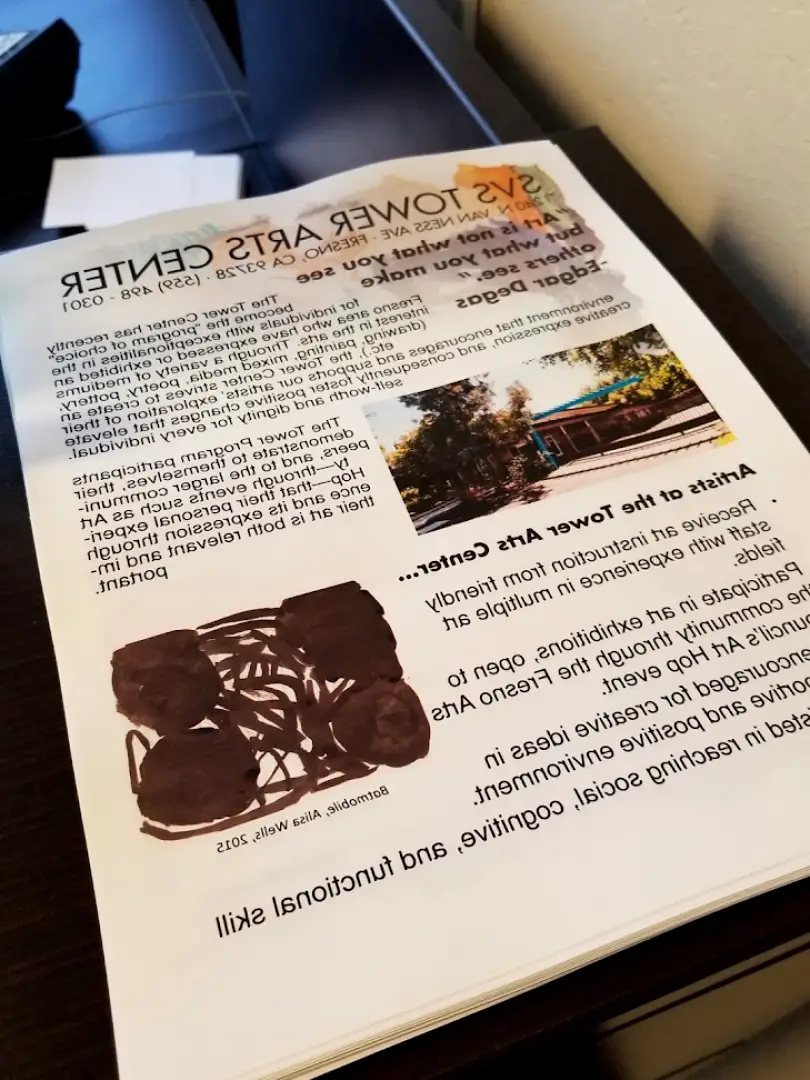 SVS TOWER ARTS CENTER
1240 N. VAN NESS AVE · FRESNO, CA 93728 · (559) 498 - 0301
“Art is not what you see
but what you make
others see.”
-Edgar Degas
The Tower Center has recently
become the “program of choice”
for individuals with exceptionalities in the
Fresno area who have expressed or exhibited an
interest in the arts. Through a variety of mediums
(drawing, painting, mixed media, poetry, pottery,
etc.), the Tower Center strives to create an
environment that encourages and supports our artists’ exploration of their
creative expression, and consequently foster positive changes that elevate
self-worth and dignity for every individual.
The Tower Program participants
demonstrate to themselves, their
peers, and to the larger communi-
ty—through events such as Art
Hop—that their personal experi-
ence and its expression through
their art is both relevant and im-
portant.
Artists at the Tower Arts Center...
· Receive art instruction from friendly
staff with experience in multiple art
fields.
Participate in art exhibitions, open to
the community through the Fresno Arts
Council’s Art Hop event.
encouraged for creative ideas in
positive and environment.
in reaching social, cognitive, and functional skill
Batmobile, Alisa Wells, 2015